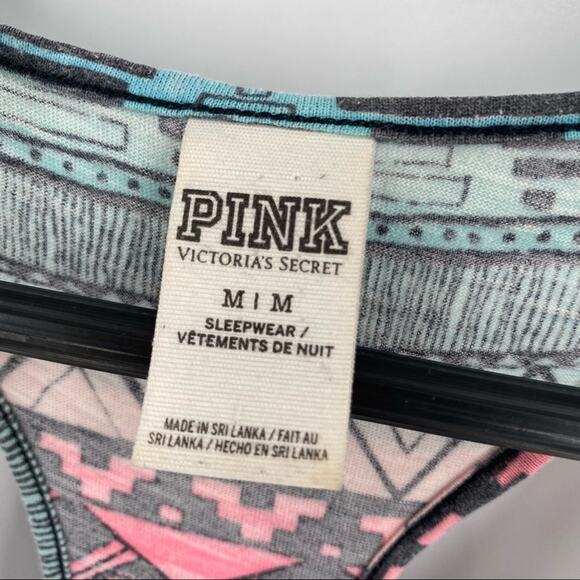 PINK
VICTORIA'S SECRET
M | M
SLEEPWEAR /
VÊTEMENTS DE NUIT
MADE IN SRI LANKA / FAIT AU
SRI LANKA / HECHO EN SRI LANKA